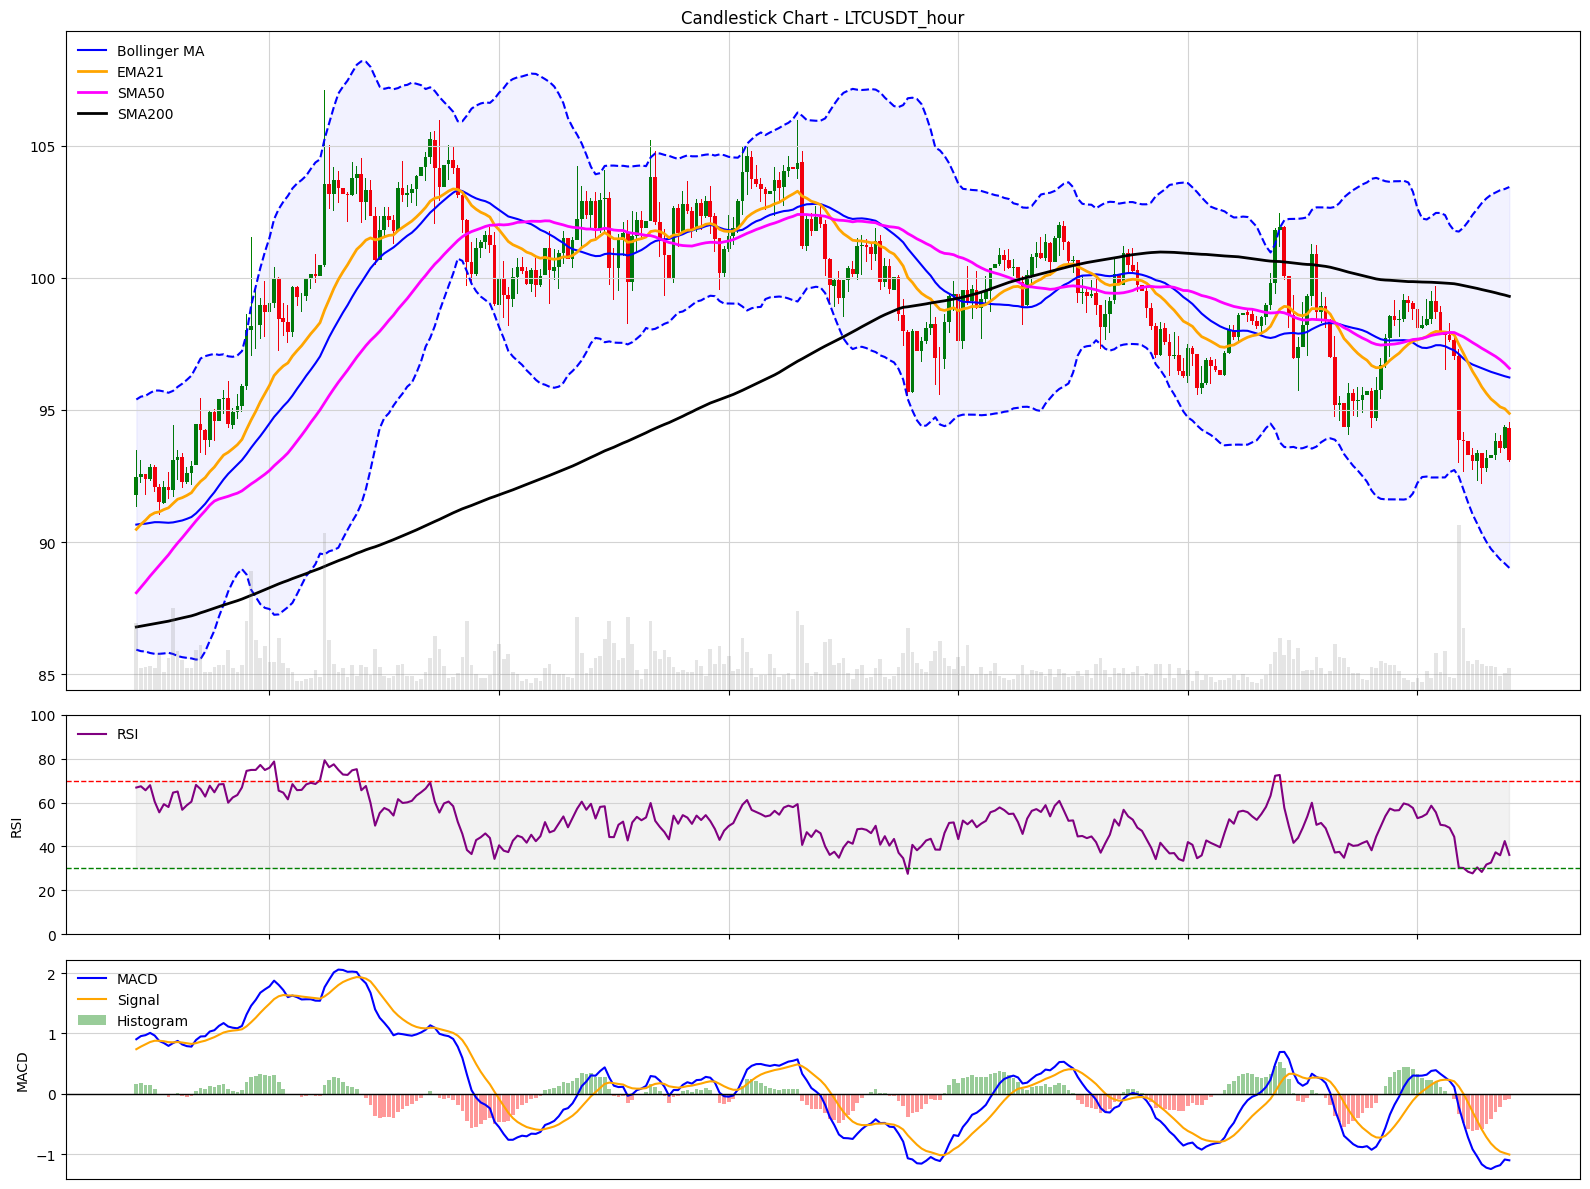 Candlestick Chart - LTCUSDT_hour
Bollinger MA
EMA21
SMA50
SMA200
105
100
95
90
85
100
80
60
40
20
0
RSI
RSI
2
1
0
−1
MACD
MACD
Signal
Histogram